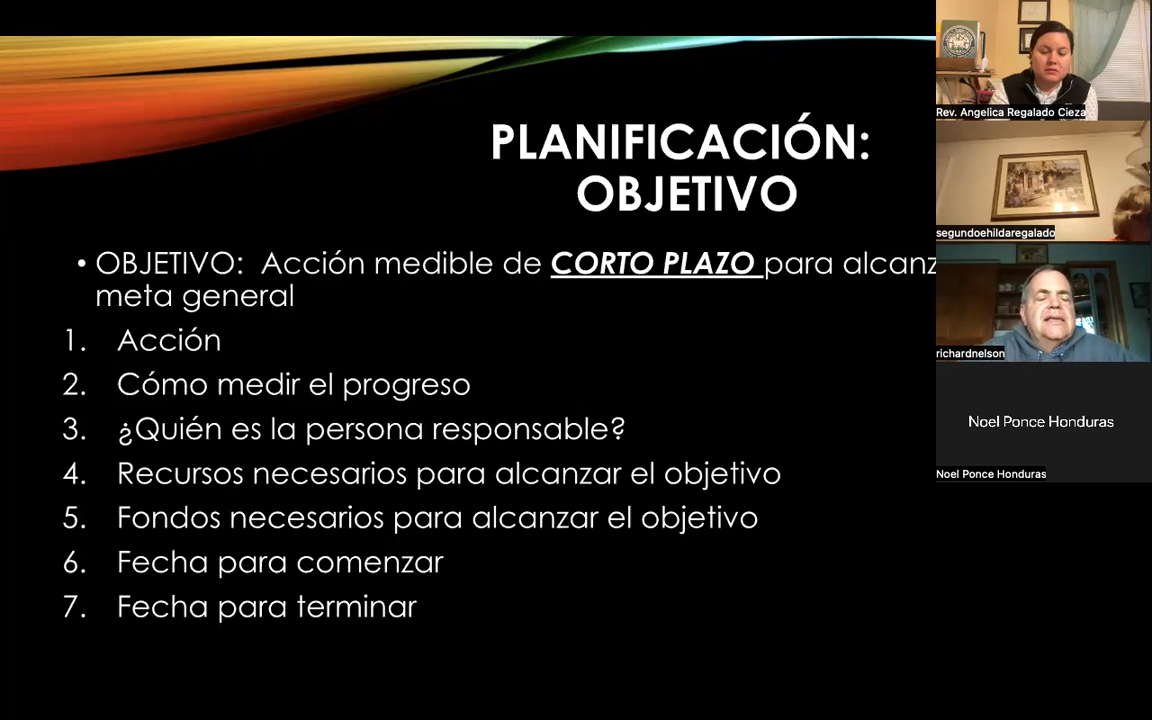 PLANIFICACIÓN:
OBJETIVO
• OBJETIVO: Acción medible de CORTO PLAZO para alcanz
meta general
1. Acción
2. Cómo medir el progreso
3. ¿Quién es la persona responsable?
4. Recursos necesarios para alcanzar el objetivo
5. Fondos necesarios para alcanzar el objetivo
6. Fecha para comenzar
7. Fecha para terminar
Rev. Angelica Regalado Cieza
segundoehildaregalado
richardnelson
Noel Ponce Honduras
Noel Ponce Honduras